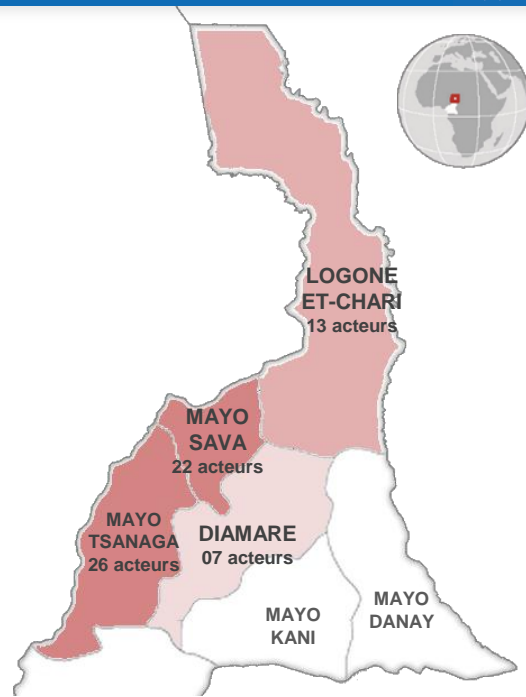 LOGONE
ET-CHARI
13 acteurs
MAYO
SAVA
22 acteurs
MAYO
TSANAGA
26 acteurs
DIAMARE
07 acteurs
MAYO
KANI
MAYO
DANAY